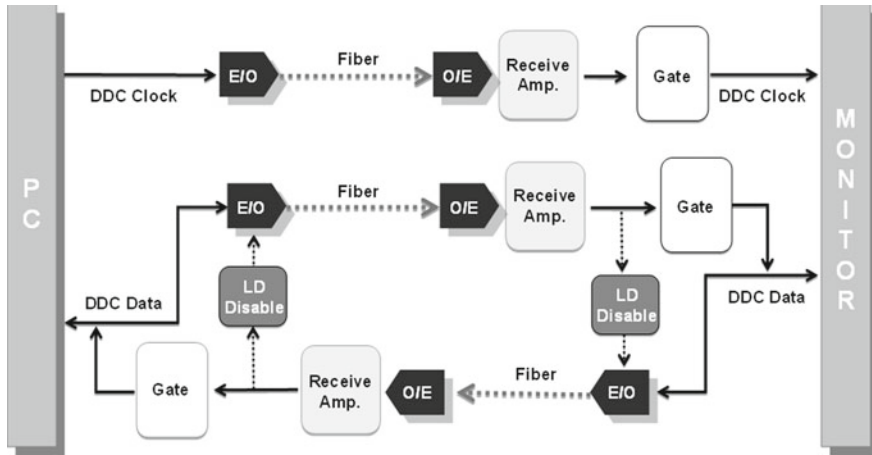 PC
E/O
Fiber
O/E
Receive
Amp.
Gate
DDC Clock
DDC Clock
MONITOR
E/O
Fiber
O/E
Receive
Amp.
Gate
LD
Disable
LD
Disable
DDC Data
DDC Data
Gate
Receive
Amp.
O/E
Fiber
E/O